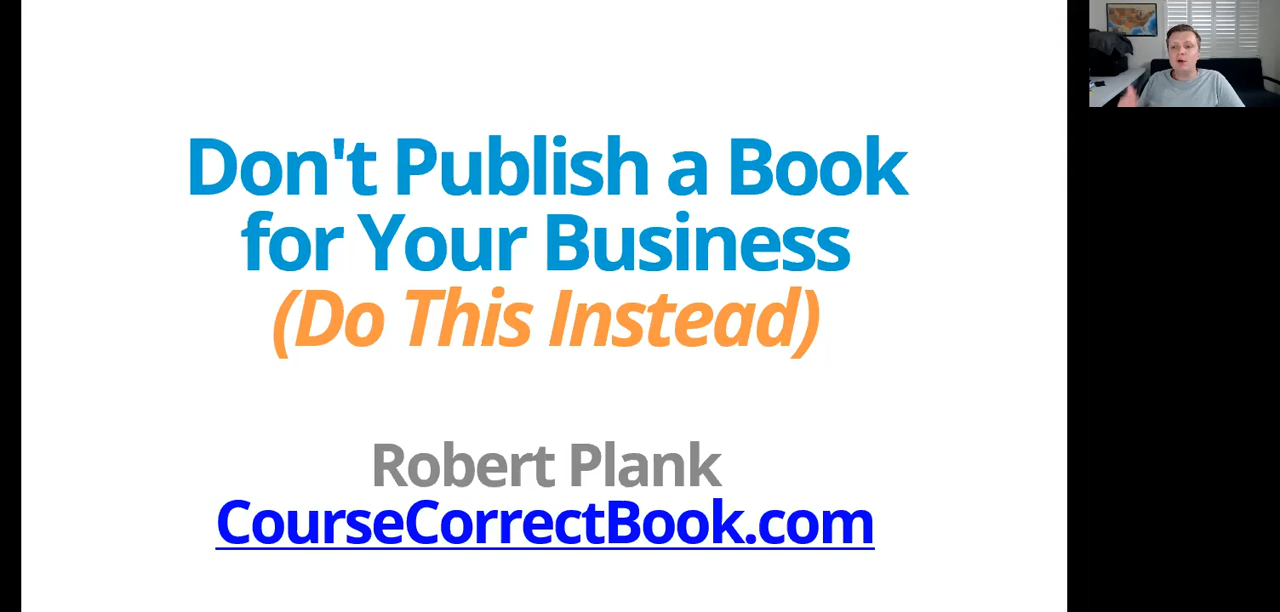 Don't Publish a Book
for Your Business
(Do This Instead)
Robert Plank
CourseCorrectBook.com